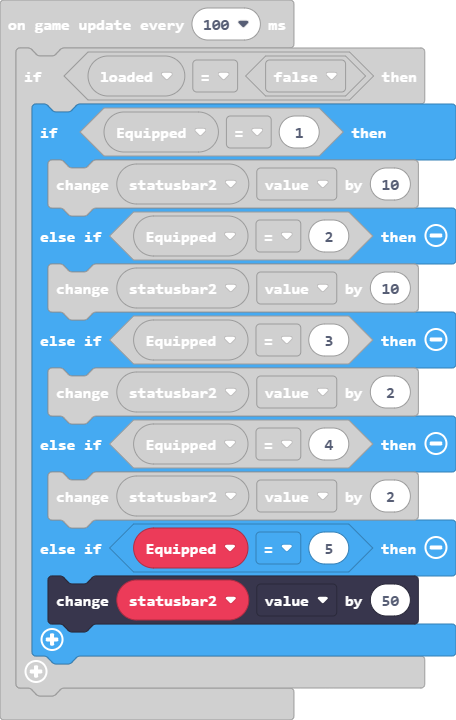 on game update every 100 ms
if loaded = false then
if Equipped = 1 then
change statusbar2 value by 10
else if Equipped = 2 then
change statusbar2 value by 10
else if Equipped = 3 then
change statusbar2 value by 2
else if Equipped = 4 then
change statusbar2 value by 2
else if Equipped = 5 then
change statusbar2 value by 50